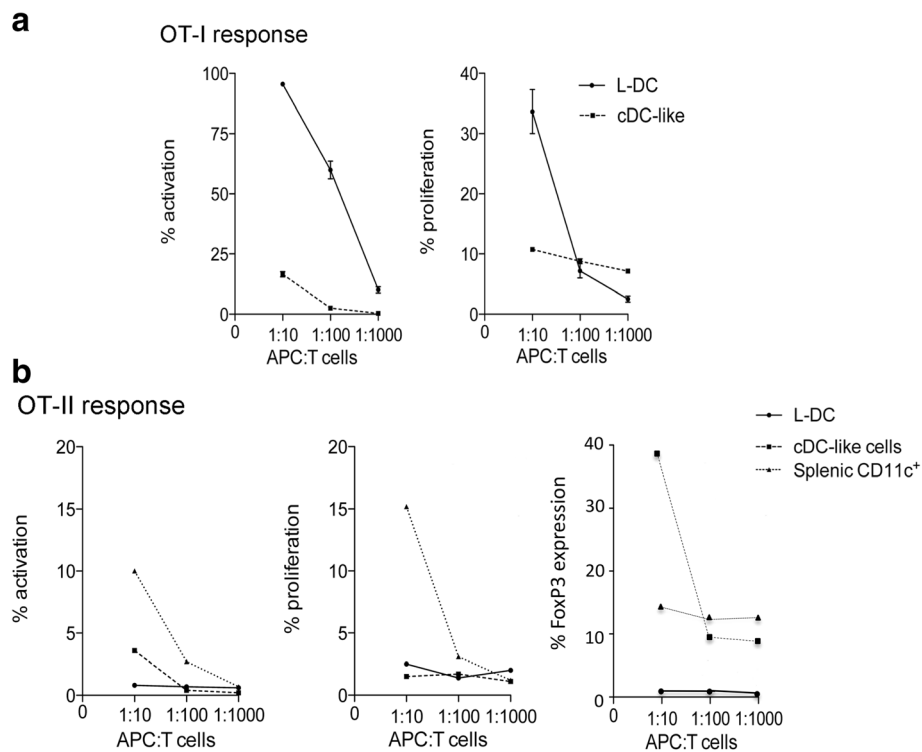 a
OT-I response
100
75
50
25
0
% activation
0
1:10
1:100
1:1000
APC:T cells
40
30
20
10
0
% proliferation
0
1:10
1:100
1:1000
APC:T cells
L-DC
cDC-like
b
OT-II response
20
15
10
5
0
% activation
0
1:10
1:100
1:1000
APC:T cells
20
15
10
5
0
% proliferation
0
1:10
1:100
1:1000
APC:T cells
40
30
20
10
0
% FoxP3 expression
0
1:10
1:100
1:1000
APC:T cells
L-DC
cDC-like cells
Splenic CD11c⁺